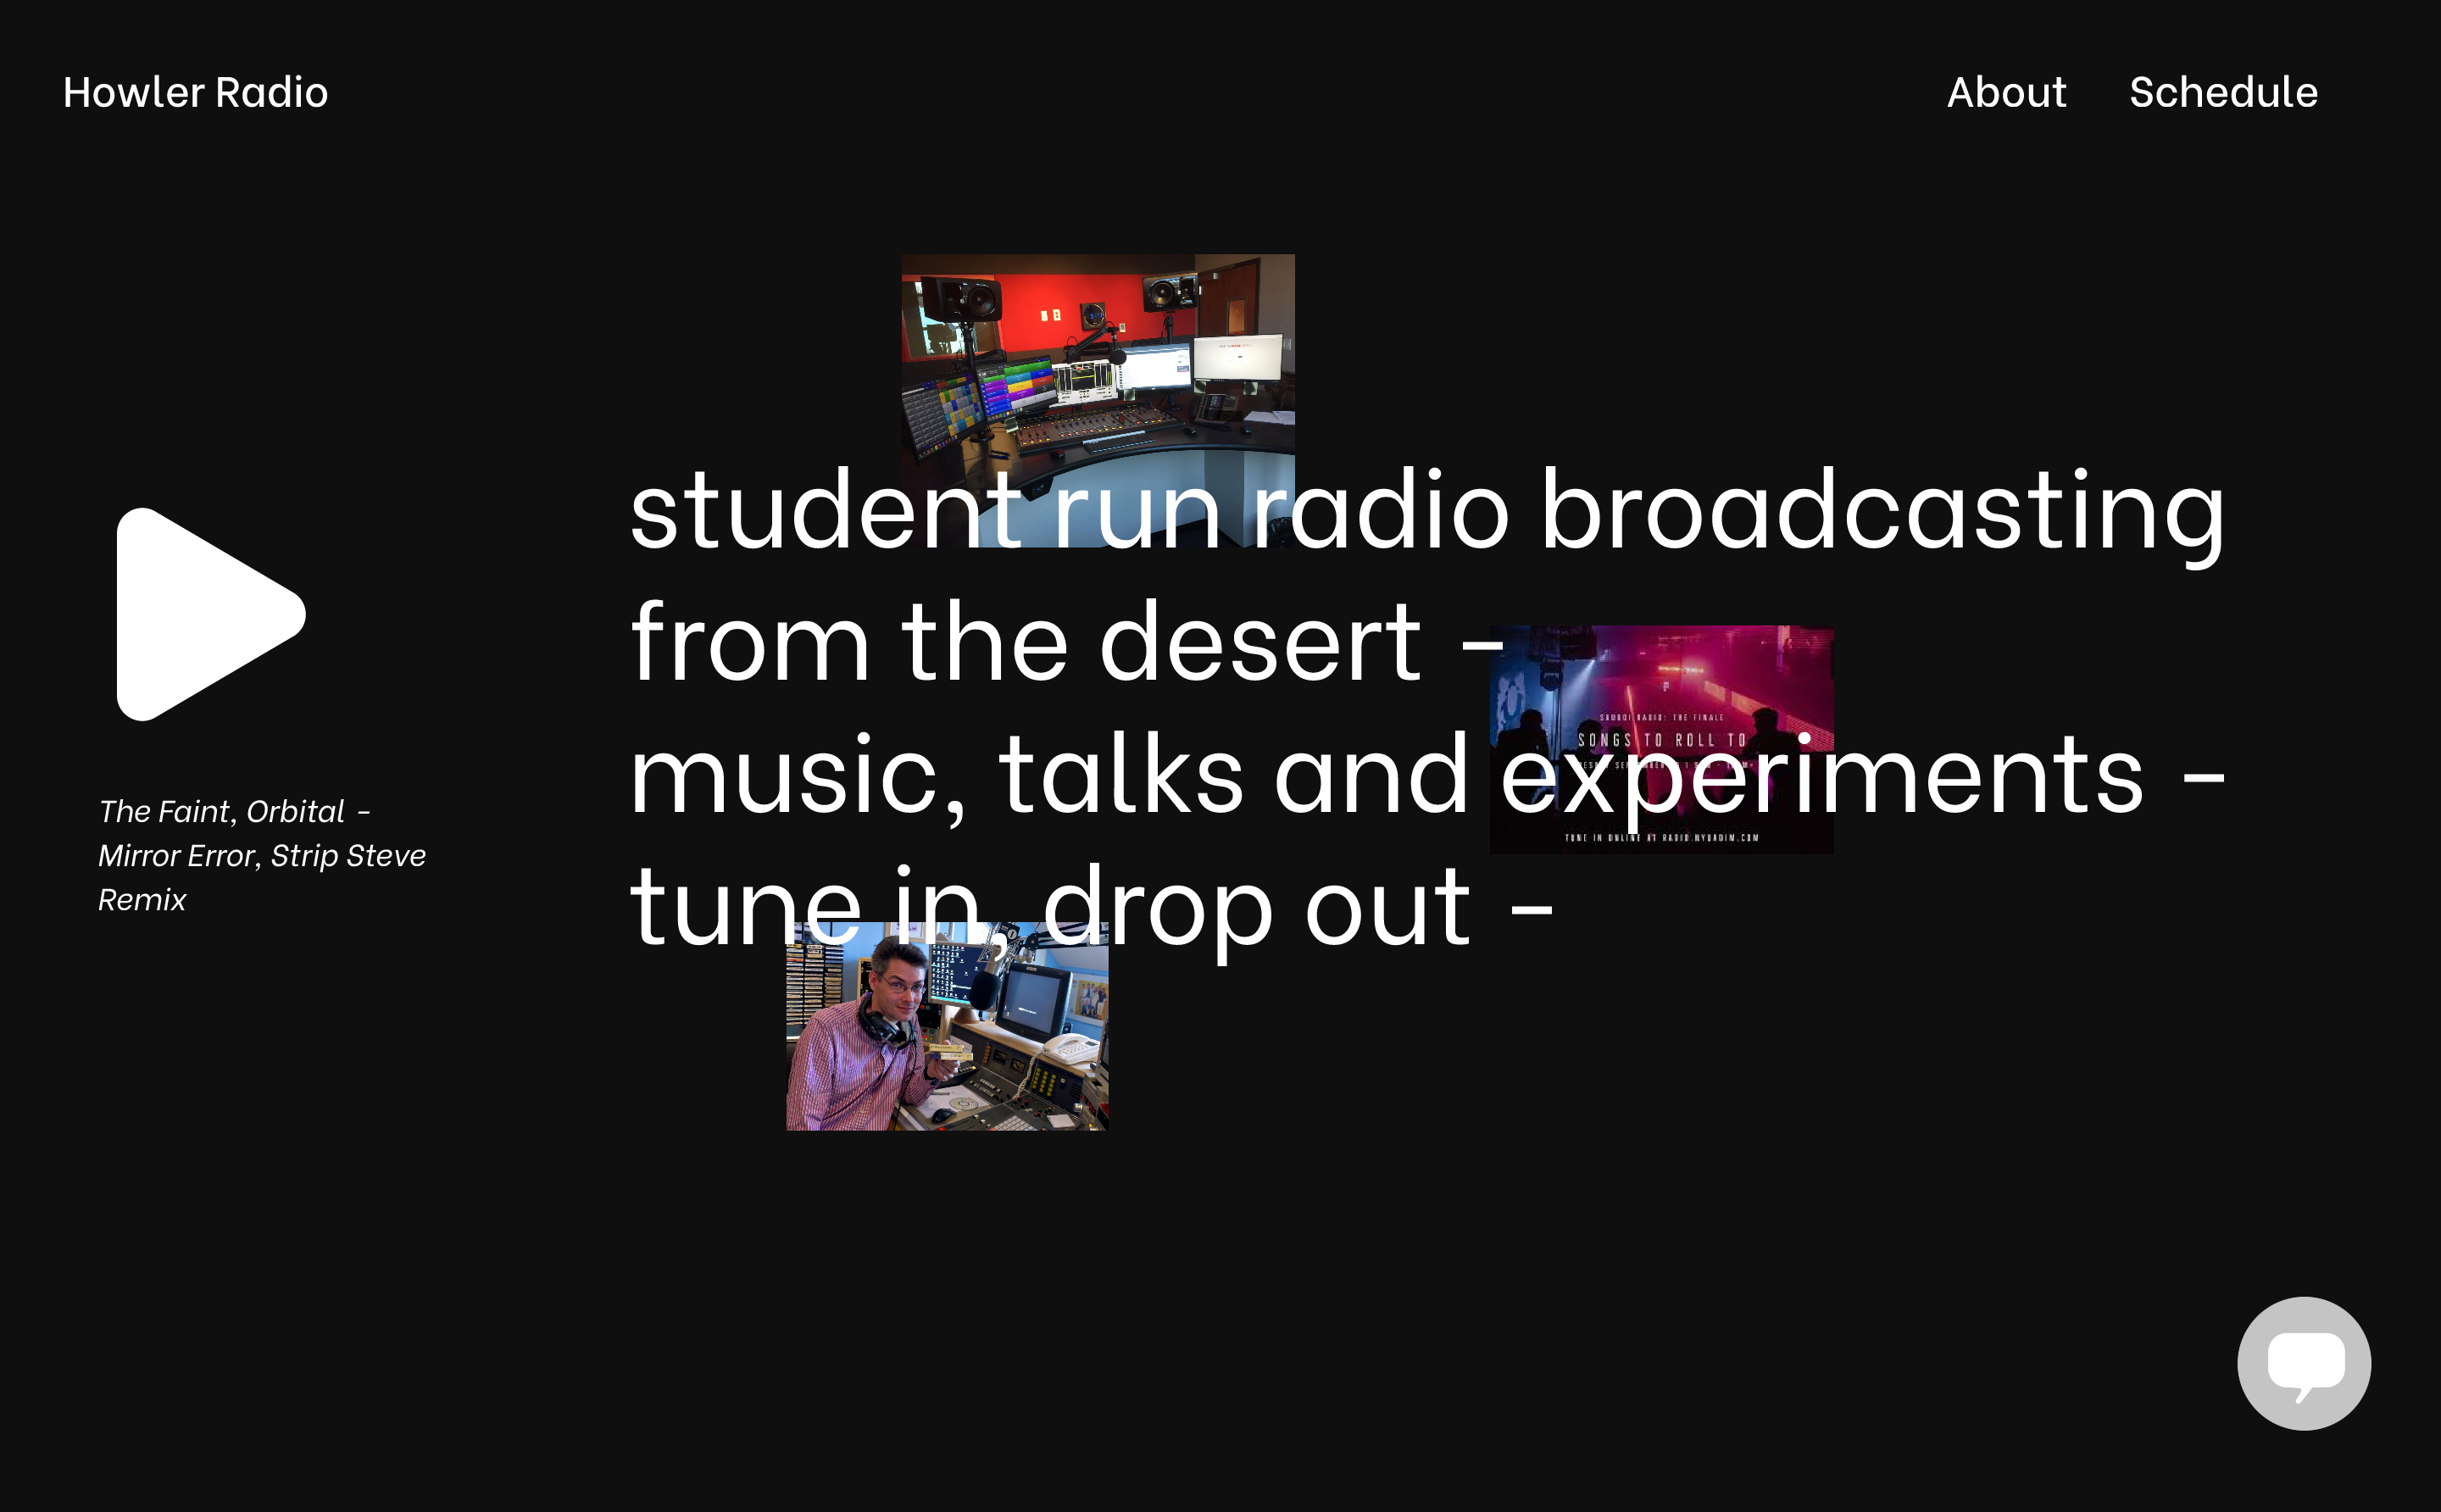 Howler Radio
About
Schedule
student run radio broadcasting
from the desert –
music, talks and experiments –
tune in, drop out –
The Faint, Orbital –
Mirror Error, Strip Steve
Remix
SONGS TO ROLL TO
TUNE IN ONLINE AT